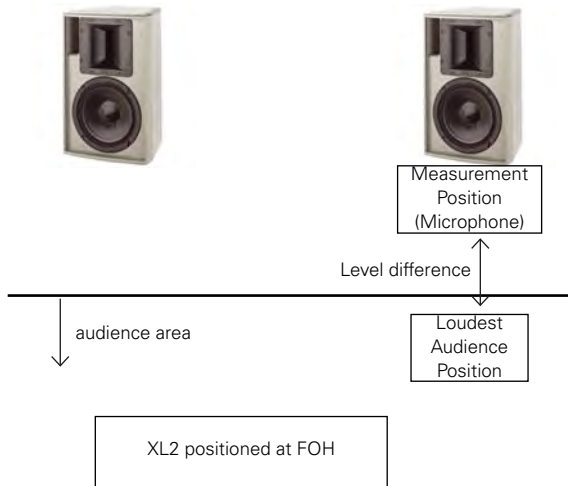 Measurement
Position
(Microphone)
Level difference
audience area
Loudest
Audience
Position
XL2 positioned at FOH